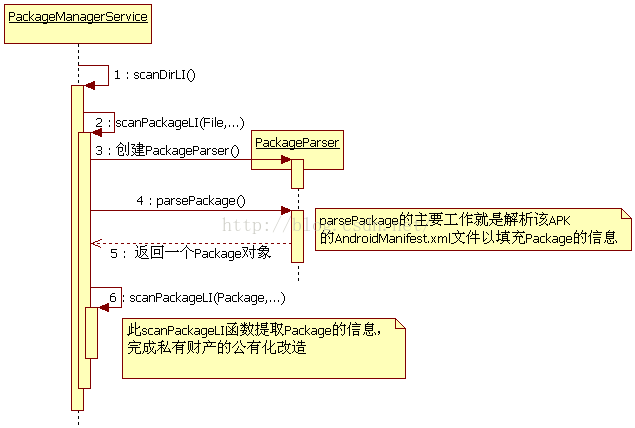 PackageManagerService
1 : scanDirLI()
2 : scanPackageLI(File,...)
3 : 创建PackageParser()
PackageParser
4 : parsePackage()
parsePackage的主要工作就是解析该APK
的AndroidManifest.xml文件以填充Package的信息
5 : 返回一个Package对象
6 : scanPackageLI(Package,...)
此scanPackageLI函数提取Package的信息，
完成私有财产的公有化改造